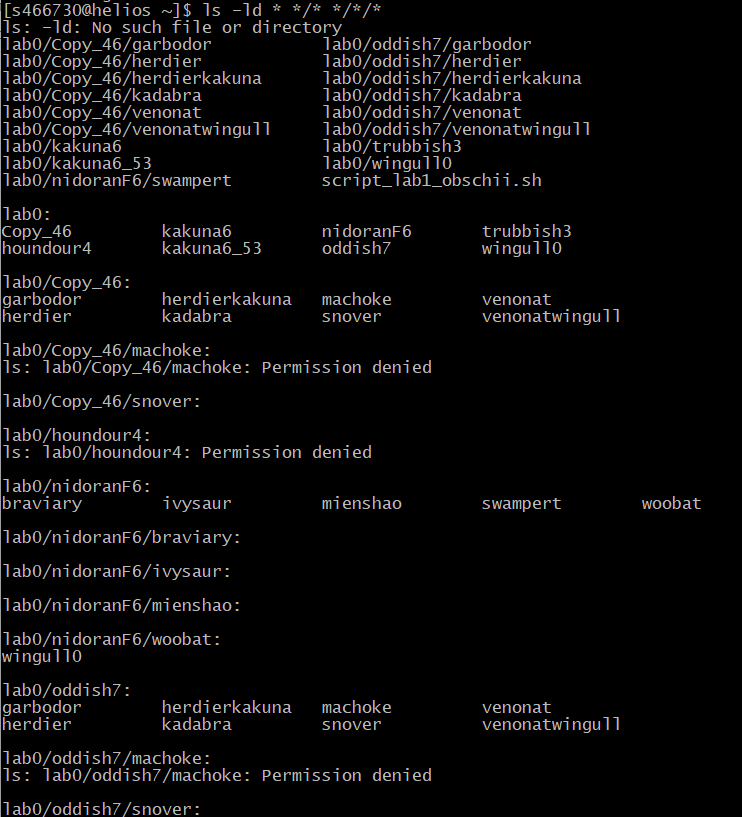 [s466730@helios ~]$ ls –ld * */* */*/*
ls: –ld: No such file or directory
lab0/Copy_46/garbodor           lab0/oddish7/garbodor
lab0/Copy_46/herdier            lab0/oddish7/herdier
lab0/Copy_46/herdierkakuna      lab0/oddish7/herdierkakuna
lab0/Copy_46/kadabra            lab0/oddish7/kadabra
lab0/Copy_46/venonat            lab0/oddish7/venonat
lab0/Copy_46/venonatwingull     lab0/oddish7/venonatwingull
lab0/kakuna6                    lab0/trubbish3
lab0/kakuna6_53                 lab0/wingull0
lab0/nidoranF6/swampert         script_lab1_obschii.sh

lab0:
Copy_46         kakuna6         nidoranF6       trubbish3
houndour4       kakuna6_53      oddish7         wingull0

lab0/Copy_46:
garbodor        herdierkakuna   machoke         venonat
herdier         kadabra         snover          venonatwingull

lab0/Copy_46/machoke:
ls: lab0/Copy_46/machoke: Permission denied

lab0/Copy_46/snover:

lab0/houndour4:
ls: lab0/houndour4: Permission denied

lab0/nidoranF6:
braviary        ivysaur         mienshao        swampert        woobat

lab0/nidoranF6/braviary:

lab0/nidoranF6/ivysaur:

lab0/nidoranF6/mienshao:

lab0/nidoranF6/woobat:
wingull0

lab0/oddish7:
garbodor        herdierkakuna   machoke         venonat
herdier         kadabra         snover          venonatwingull

lab0/oddish7/machoke:
ls: lab0/oddish7/machoke: Permission denied

lab0/oddish7/snover: